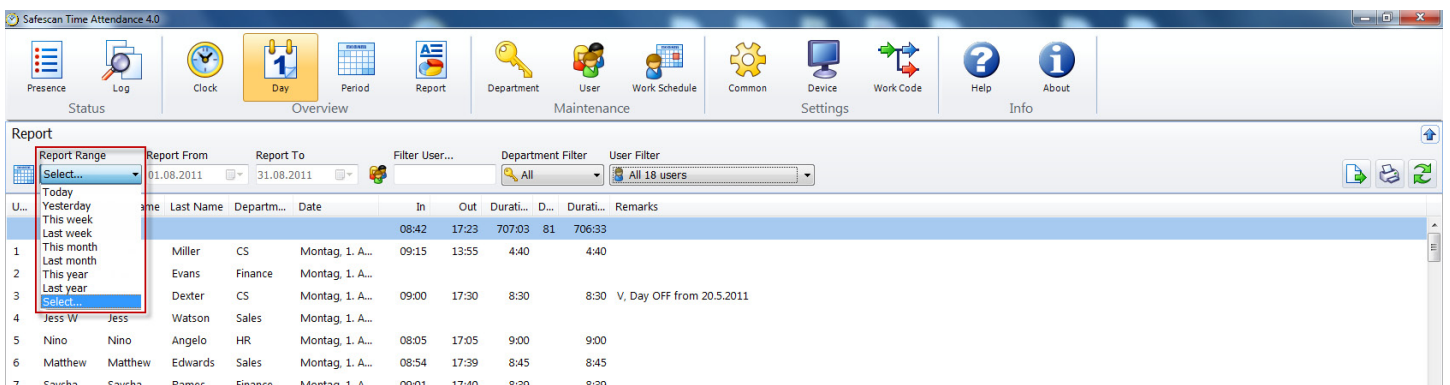 Safescan Time Attendance 4.0
Presence Log Clock Day Period Report Department User Work Schedule Common Device Work Code Help About
Status Overview Maintenance Settings Info
Report
Report Range Report From Report To Filter User... Department Filter User Filter
Select... 01.08.2011 31.08.2011 All All 18 users
Today
Yesterday
This week
Last week
This month
Last month
This year
Last year
Select...
U... me Last Name Departm... Date In Out Durati... D... Durati... Remarks
08:42 17:23 707:03 81 706:33
1 Miller CS Montag, 1. A... 09:15 13:55 4:40 4:40
2 Evans Finance Montag, 1. A...
3 Dexter CS Montag, 1. A... 09:00 17:30 8:30 8:30 V, Day OFF from 20.5.2011
4 Jess W Jess Watson Sales Montag, 1. A...
5 Nino Nino Angelo HR Montag, 1. A... 08:05 17:05 9:00 9:00
6 Matthew Matthew Edwards Sales Montag, 1. A... 08:54 17:39 8:45 8:45